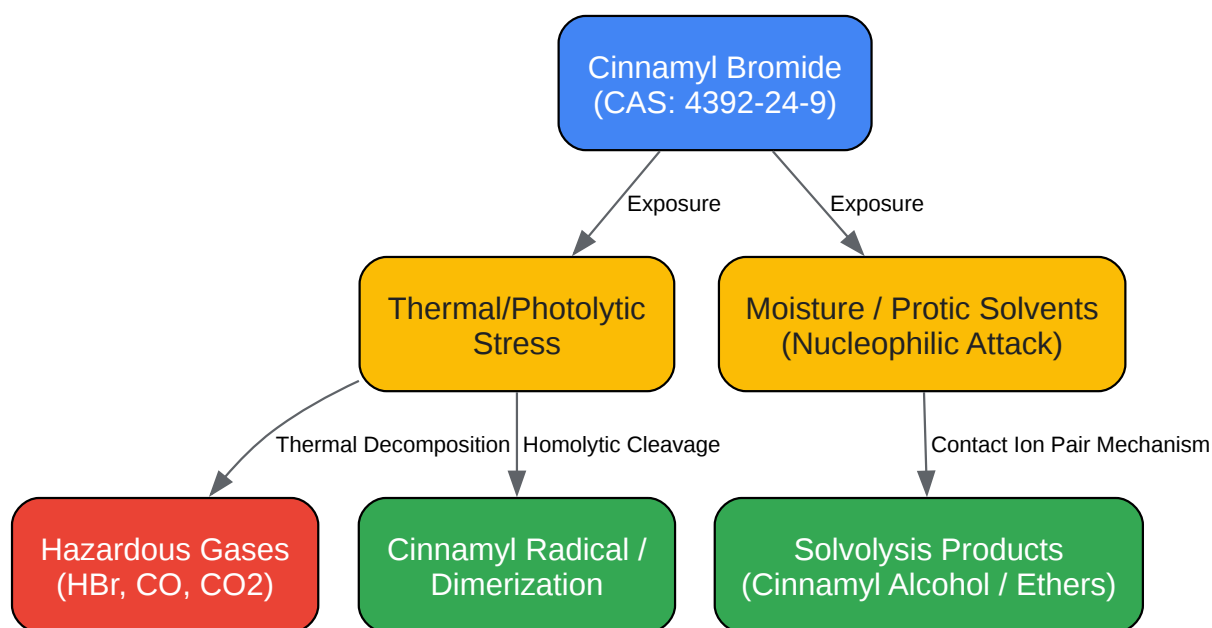 Cinnamyl Bromide
(CAS: 4392-24-9)
Exposure
Exposure
Thermal/Photolytic
Stress
Moisture / Protic Solvents
(Nucleophilic Attack)
Thermal Decomposition
Homolytic Cleavage
Contact Ion Pair Mechanism
Hazardous Gases
(HBr, CO, CO2)
Cinnamyl Radical /
Dimerization
Solvolysis Products
(Cinnamyl Alcohol / Ethers)